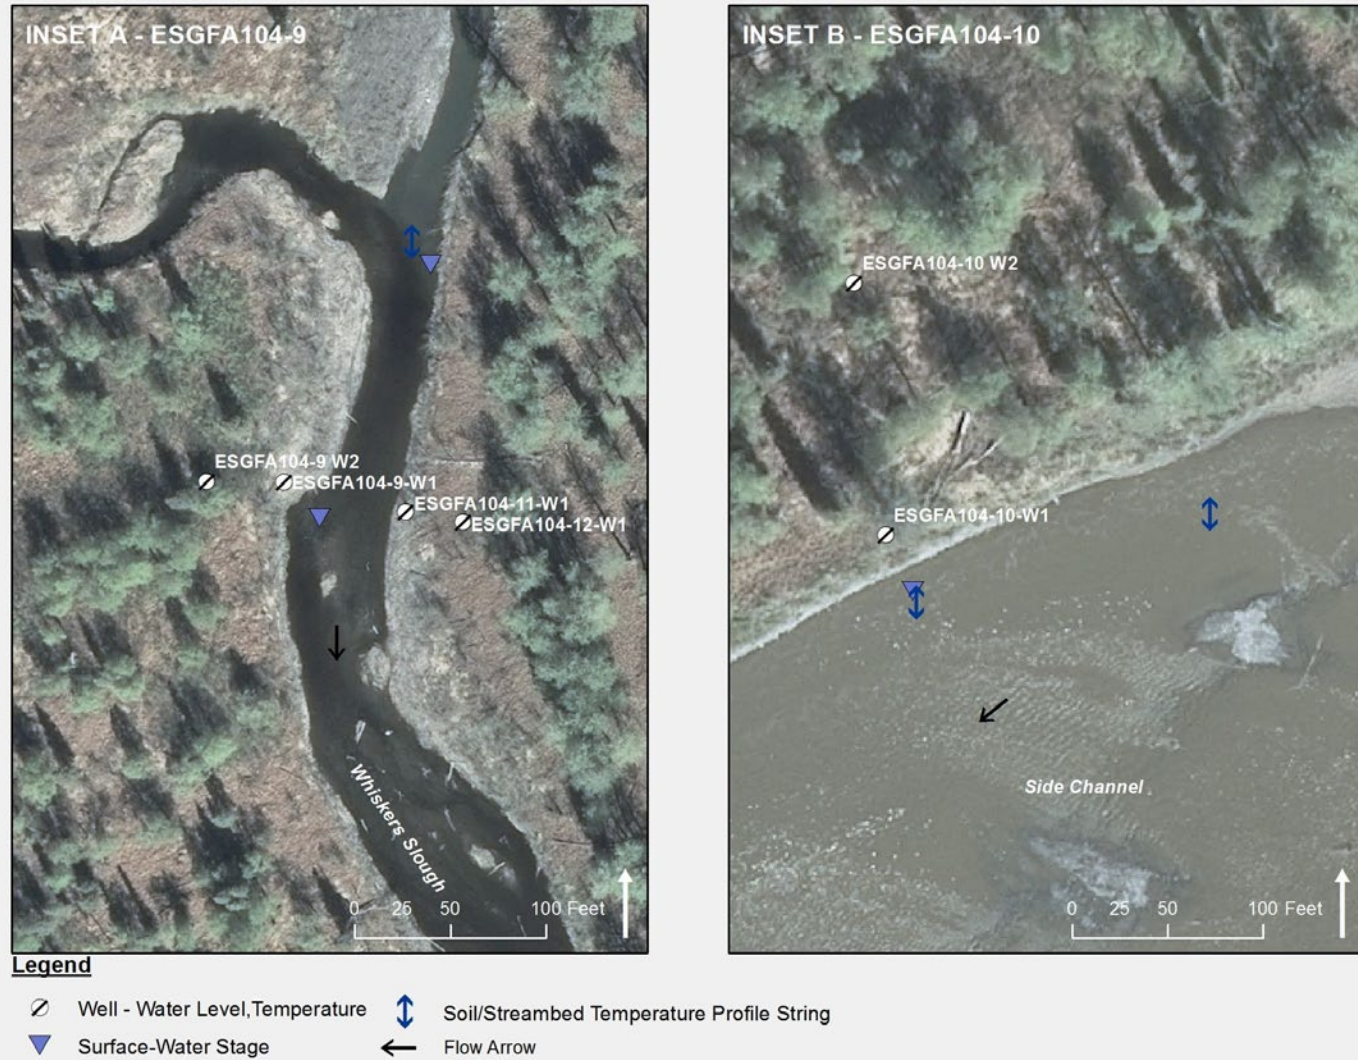 INSET A - ESGFA104-9
ESGFA104-9 W2
ESGFA104-9-W1
ESGFA104-11-W1
ESGFA104-12-W1
Whiskers Slough
0 25 50 100 Feet
INSET B - ESGFA104-10
ESGFA104-10 W2
ESGFA104-10-W1
Side Channel
0 25 50 100 Feet
Legend
Well - Water Level,Temperature
Soil/Streambed Temperature Profile String
Surface-Water Stage
Flow Arrow